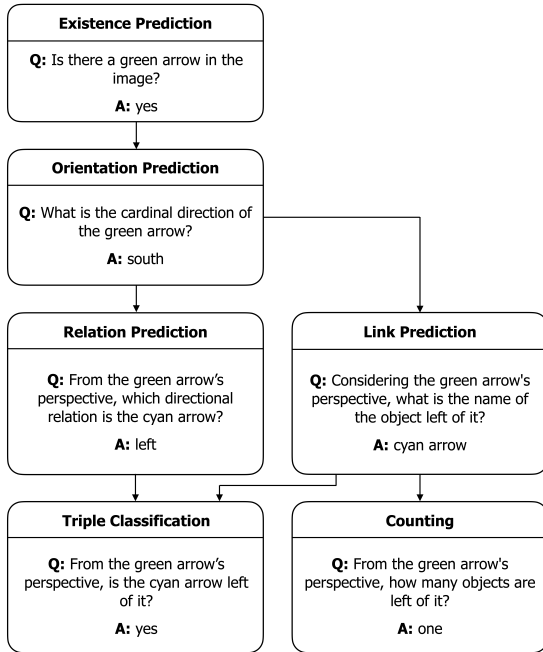 Existence Prediction
Q: Is there a green arrow in the
image?
A: yes
Orientation Prediction
Q: What is the cardinal direction of
the green arrow?
A: south
Relation Prediction
Q: From the green arrow’s
perspective, which directional
relation is the cyan arrow?
A: left
Link Prediction
Q: Considering the green arrow's
perspective, what is the name of
the object left of it?
A: cyan arrow
Triple Classification
Q: From the green arrow’s
perspective, is the cyan arrow left
of it?
A: yes
Counting
Q: From the green arrow's
perspective, how many objects are
left of it?
A: one